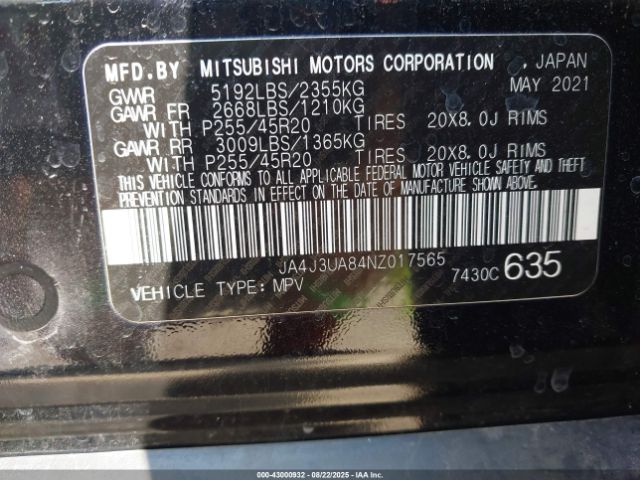 MFD.BY MITSUBISHI MOTORS CORPORATION , JAPAN
GVWR 5192LBS/2355KG MAY 2021
GAWR FR 2668LBS/1210KG
WITH P255/45R20 TIRES 20X8.0J RIMS
GAWR RR 3009LBS/1365KG
WITH P255/45R20 TIRES 20X8.0J RIMS
THIS VEHICLE CONFORMS TO ALL APPLICABLE FEDERAL MOTOR VEHICLE SAFETY AND THEFT
PREVENTION STANDARDS IN EFFECT ON THE DATE OF MANUFACTURE SHOWN ABOVE.
JA4J3UA84NZ017565
7430C 635
VEHICLE TYPE: MPV
000-43000932 - 08/22/2025 - IAAI.CA